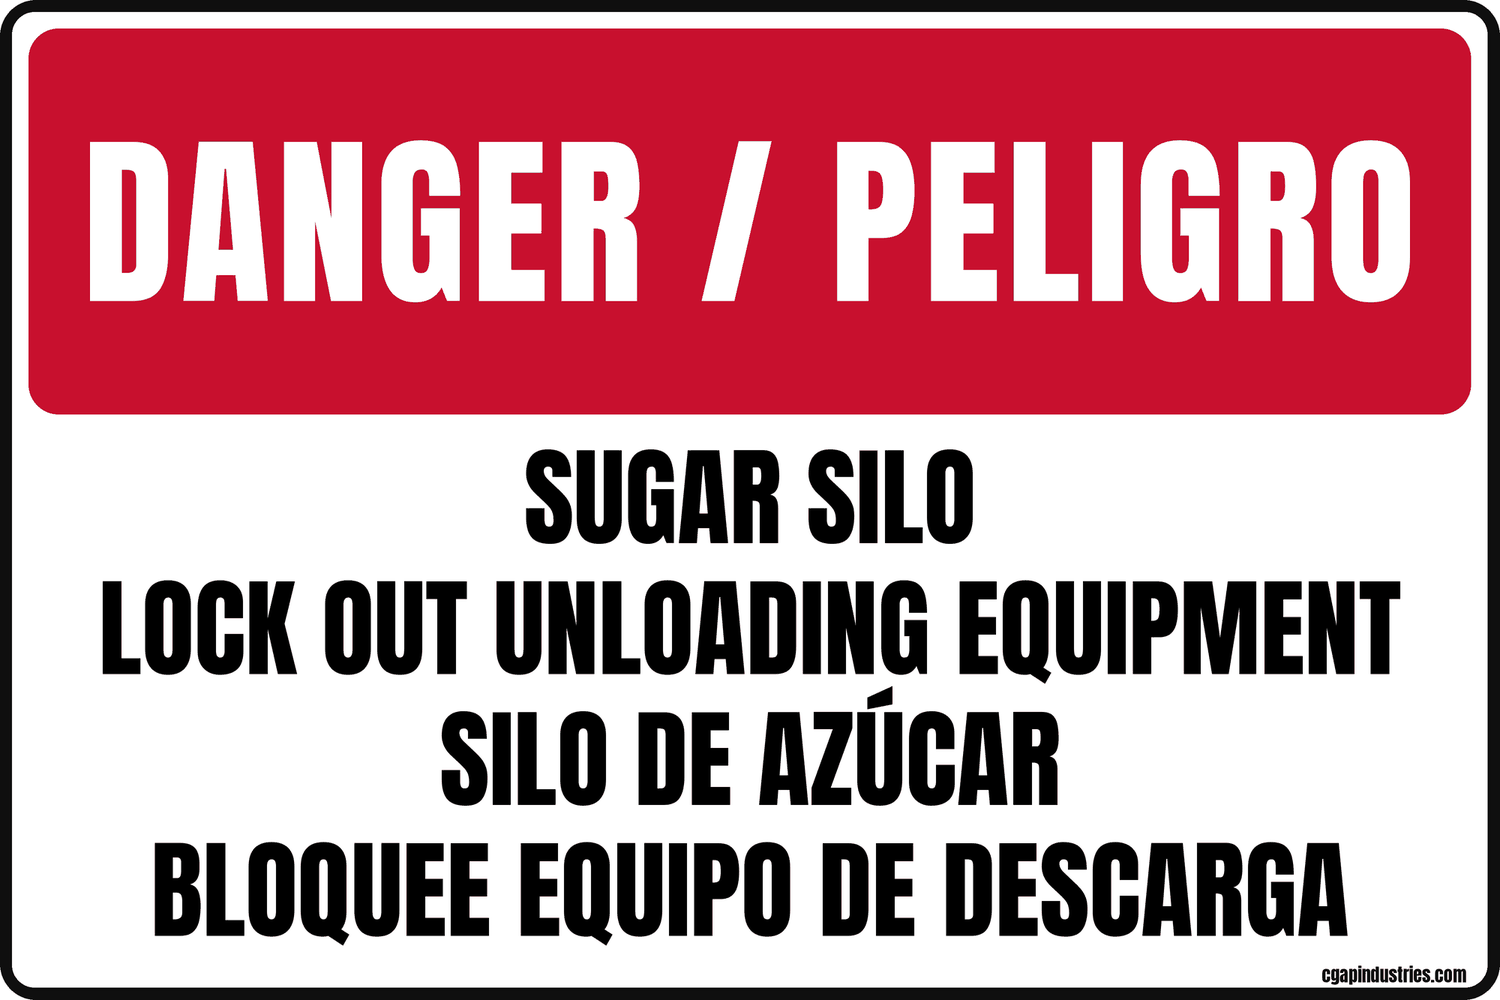 DANGER / PELIGRO
SUGAR SILO
LOCK OUT UNLOADING EQUIPMENT
SILO DE AZÚCAR
BLOQUEE EQUIPO DE DESCARGA
cgapindustries.com